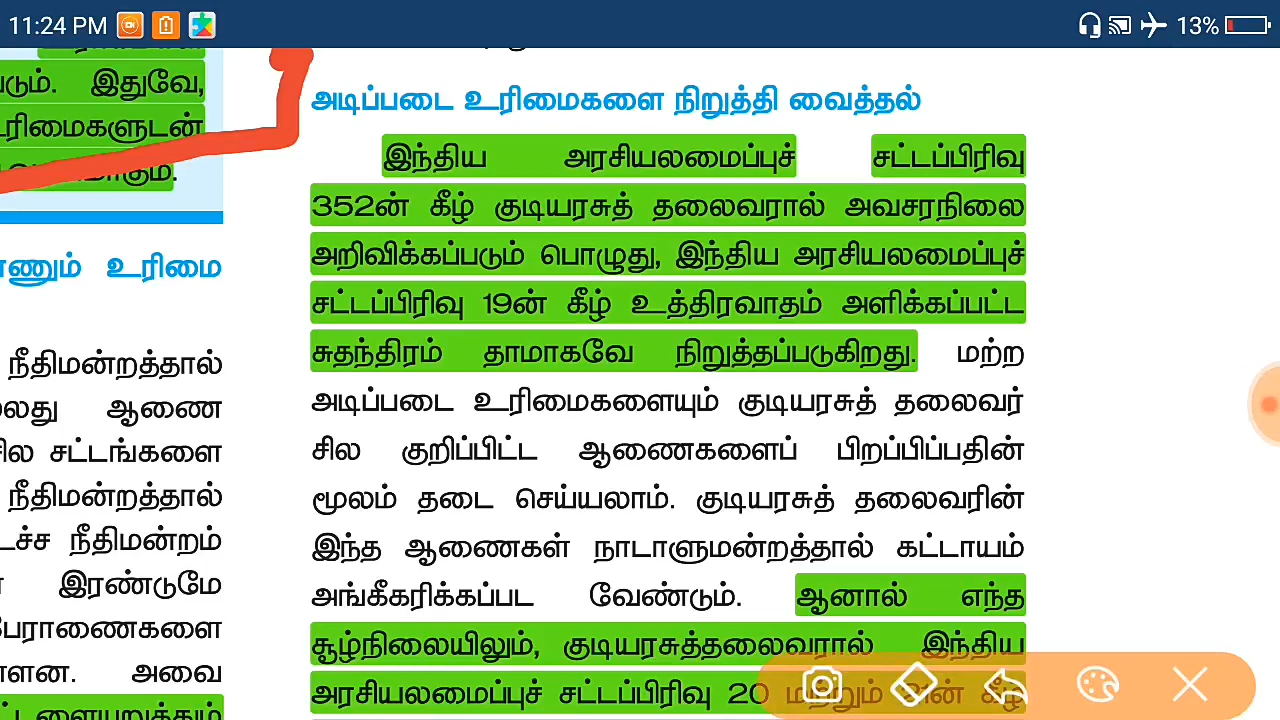 11:24 PM
13%
படும். இதுவே,
உரிமைகளுடன்
உரிமை
நீதிமன்றத்தால்
ஆணை
சில சட்டங்களை
நீதிமன்றத்தால்
நீதிமன்றம்
இரண்டுமே
பேராணைகளை
அவை
அடிப்படை உரிமைகளை நிறுத்தி வைத்தல்
இந்திய அரசியலமைப்புச் சட்டப்பிரிவு
352ன் கீழ் குடியரசுத் தலைவரால் அவசரநிலை
அறிவிக்கப்படும் பொழுது, இந்திய அரசியலமைப்புச்
சட்டப்பிரிவு 19ன் கீழ் உத்திரவாதம் அளிக்கப்பட்ட
சுதந்திரம் தாமாகவே நிறுத்தப்படுகிறது. மற்ற
அடிப்படை உரிமைகளையும் குடியரசுத் தலைவர்
சில குறிப்பிட்ட ஆணைகளைப் பிறப்பிப்பதின்
மூலம் தடை செய்யலாம். குடியரசுத் தலைவரின்
இந்த ஆணைகள் நாடாளுமன்றத்தால் கட்டாயம்
அங்கீகரிக்கப்பட வேண்டும். ஆனால் எந்த
சூழ்நிலையிலும், குடியரசுத்தலைவரால் இந்திய
அரசியலமைப்புச் சட்டப்பிரிவு 20 மற்றும் 21ன் கீழ்